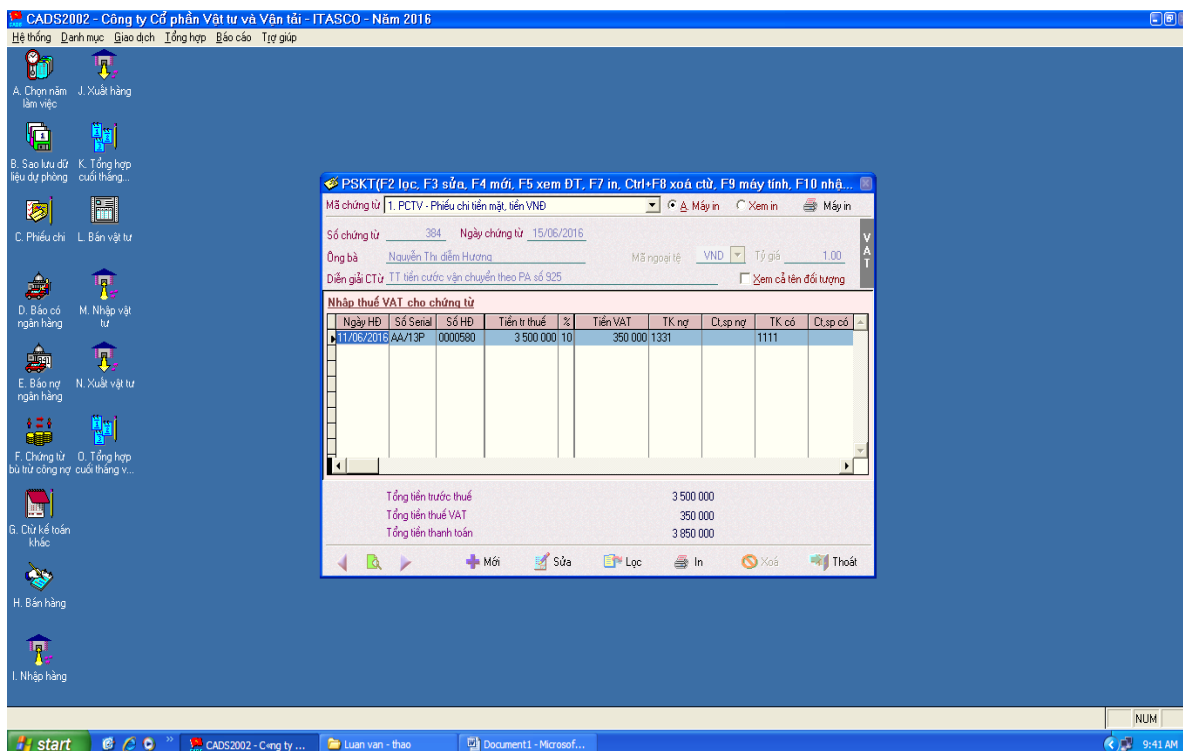 CADS2002 - Công ty Cổ phần Vật tư và Vận tải - ITASCO - Năm 2016
Hệ thống Danh mục Giao dịch Tổng hợp Báo cáo Trợ giúp
A. Chọn năm làm việc
J. Xuất hàng
B. Sao lưu dữ liệu dự phòng
K. Tổng hợp cuối tháng...
C. Phiếu chi
L. Bán vật tư
D. Báo có ngân hàng
M. Nhập vật tư
E. Báo nợ ngân hàng
N. Xuất vật tư
F. Chứng từ bù trừ công nợ
O. Tổng hợp cuối tháng v...
G. Ctừ kế toán khác
H. Bán hàng
I. Nhập hàng
PSKT(F2 lọc, F3 sửa, F4 mới, F5 xem ĐT, F7 in, Ctrl+F8 xoá ctừ, F9 máy tính, F10 nhậ...
Mã chứng từ 1. PCTV - Phiếu chi tiền mặt, tiền VNĐ A. Máy in Xem in Máy in
Số chứng từ 384 Ngày chứng từ 15/06/2016
Ông bà Nguyễn Thị diễm Hương Mã ngoại tệ VND Tỷ giá 1.00
Diễn giải CTừ TT tiền cước vận chuyển theo PA số 925 Xem cả tên đối tượng
VAT
Nhập thuế VAT cho chứng từ
Ngày HĐ Số Serial Số HĐ Tiền tr thuế % Tiền VAT TK nợ Ct,sp nợ TK có Ct,sp có
11/06/2016 AA/13P 0000580 3 500 000 10 350 000 1331 1111
Tổng tiền trước thuế 3 500 000
Tổng tiền thuế VAT 350 000
Tổng tiền thanh toán 3 850 000
Mới Sửa Lọc In Xoá Thoát
NUM
start CADS2002 - C«ng ty ... Luan van - thao Document1 - Microsof... 9:41 AM